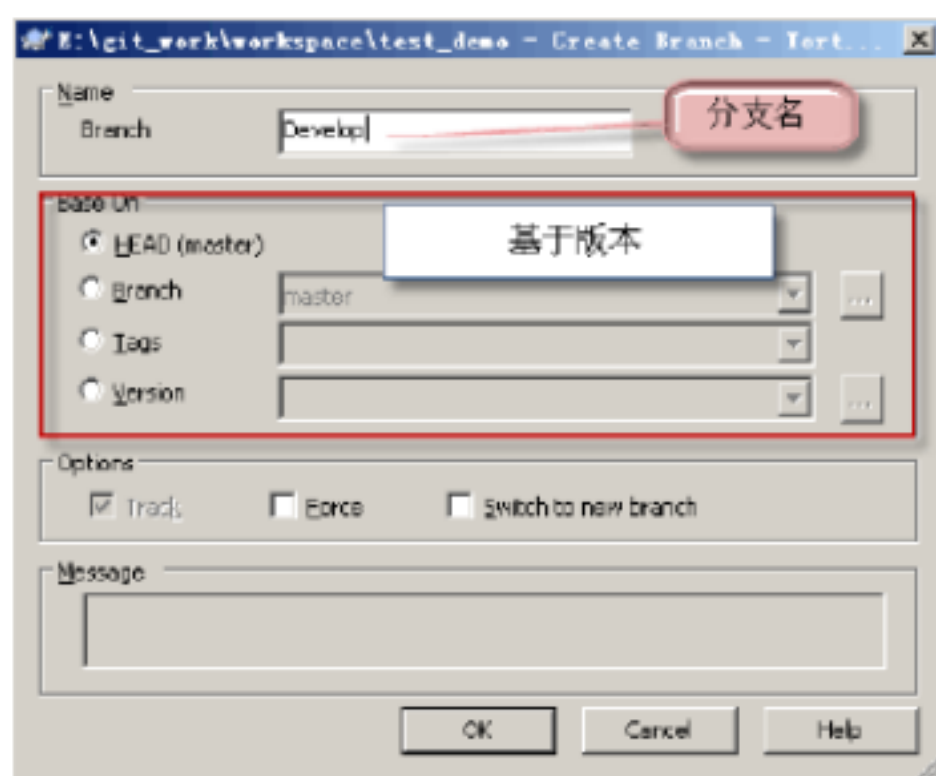 E:\git_work\workspace\test_demo - Create Branch - Tort...
Name
分支名
Branch
Develop
Base On
基于版本
HEAD (master)
Branch
master
...
Tags
Version
...
Options
Track
Force
Switch to new branch
Message
OK
Cancel
Help